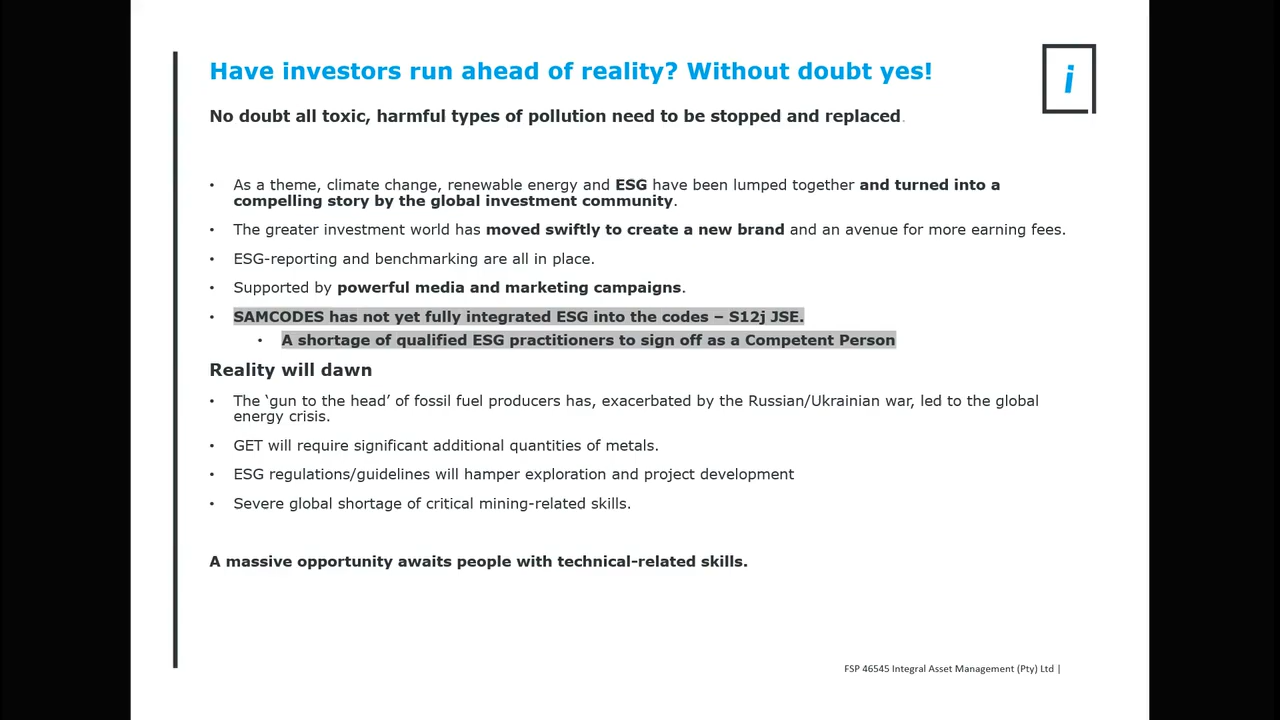 Have investors run ahead of reality? Without doubt yes!
i
No doubt all toxic, harmful types of pollution need to be stopped and replaced.
• As a theme, climate change, renewable energy and ESG have been lumped together and turned into a
compelling story by the global investment community.
• The greater investment world has moved swiftly to create a new brand and an avenue for more earning fees.
• ESG-reporting and benchmarking are all in place.
• Supported by powerful media and marketing campaigns.
• SAMCODES has not yet fully integrated ESG into the codes – S12j JSE.
• A shortage of qualified ESG practitioners to sign off as a Competent Person
Reality will dawn
• The ‘gun to the head’ of fossil fuel producers has, exacerbated by the Russian/Ukrainian war, led to the global
energy crisis.
• GET will require significant additional quantities of metals.
• ESG regulations/guidelines will hamper exploration and project development
• Severe global shortage of critical mining-related skills.
A massive opportunity awaits people with technical-related skills.
FSP 46545 Integral Asset Management (Pty) Ltd |